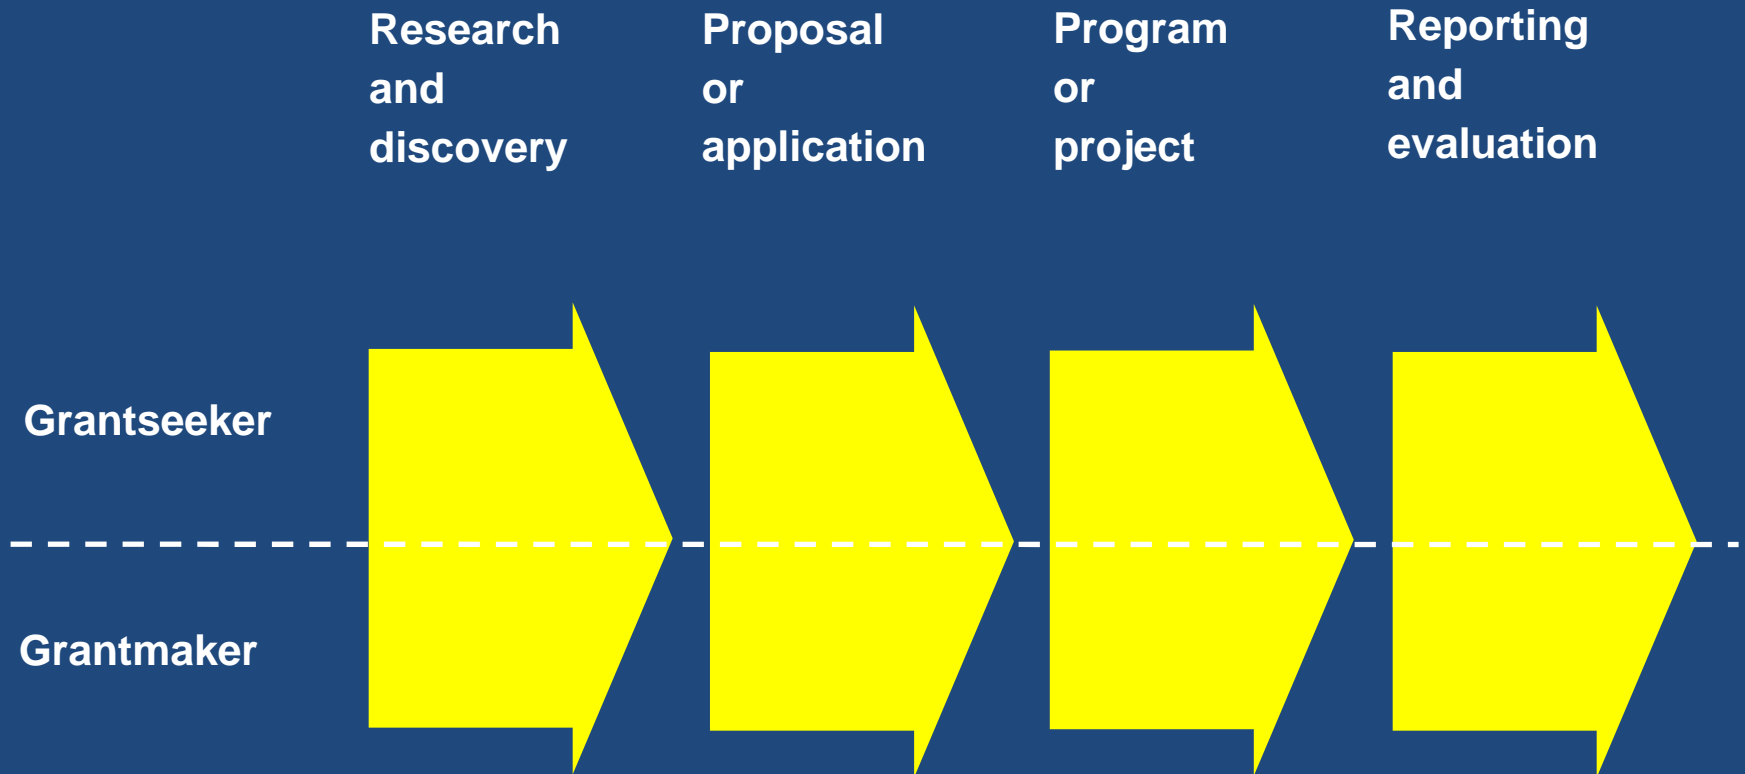 Research
and
discovery
Proposal
or
application
Program
or
project
Reporting
and
evaluation
Grantseeker
Grantmaker